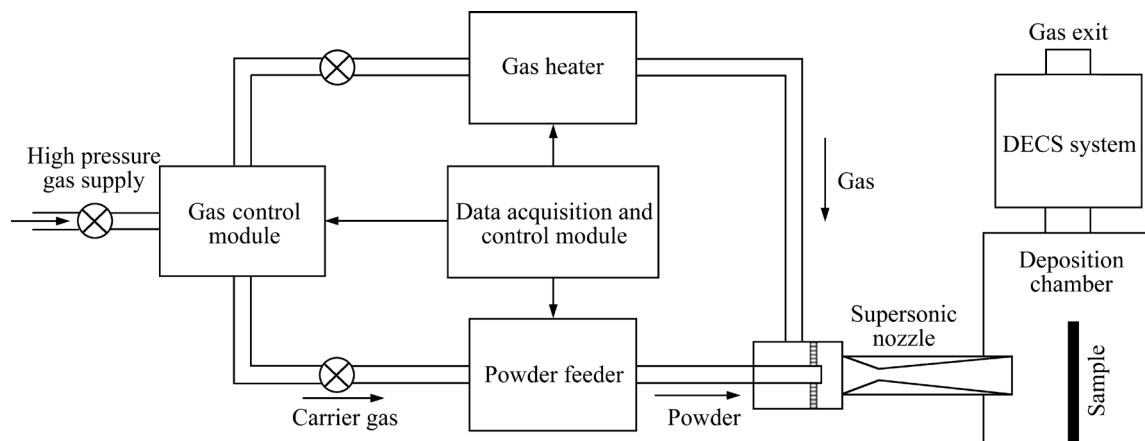 Gas exit
Gas heater
DECS system
High pressure
gas supply
Gas
Gas control
module
Data acquisition and
control module
Deposition
chamber
Supersonic
nozzle
Sample
Powder feeder
Carrier gas
Powder